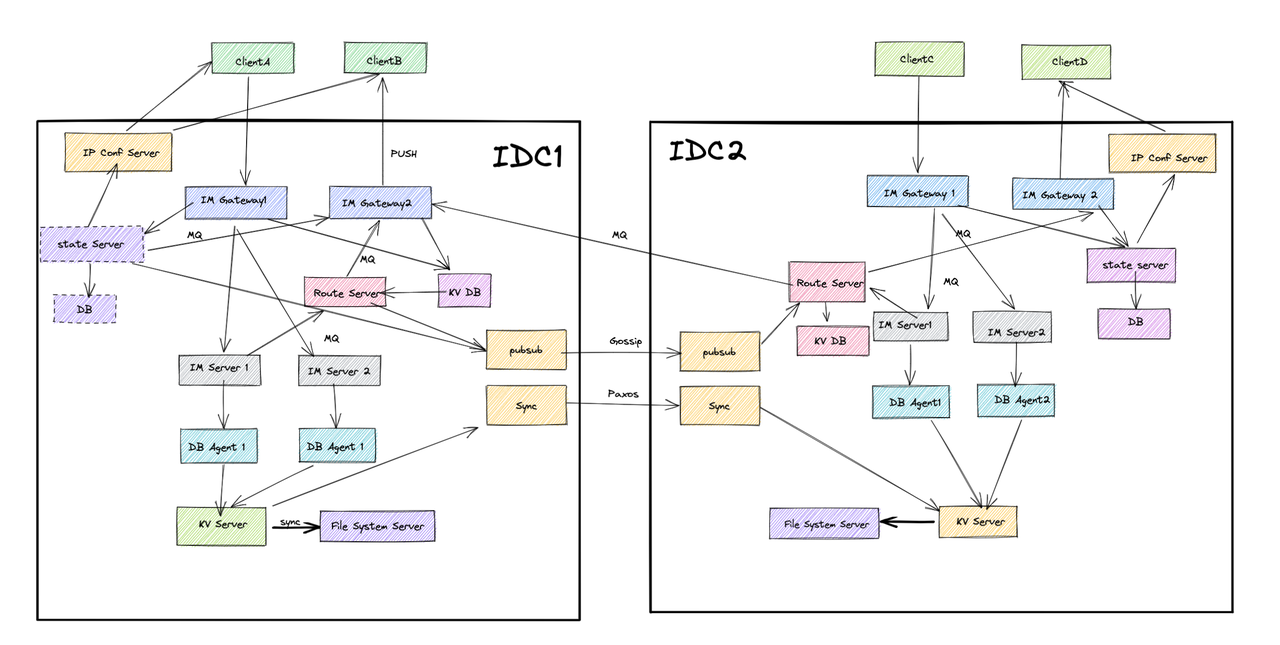 ClientA
ClientB
ClientC
ClientD
IDC1
IDC2
IP Conf Server
PUSH
IP Conf Server
IM Gateway1
IM Gateway2
IM Gateway 1
IM Gateway 2
state Server
MQ
MQ
MQ
MQ
state server
Route Server
KV DB
Route Server
MQ
DB
KV DB
IM Server1
IM Server2
DB
MQ
pubsub
Gossip
pubsub
IM Server 1
IM Server 2
Sync
Paxos
Sync
DB Agent1
DB Agent2
DB Agent 1
DB Agent 1
KV Server
sync
File System Server
File System Server
KV Server